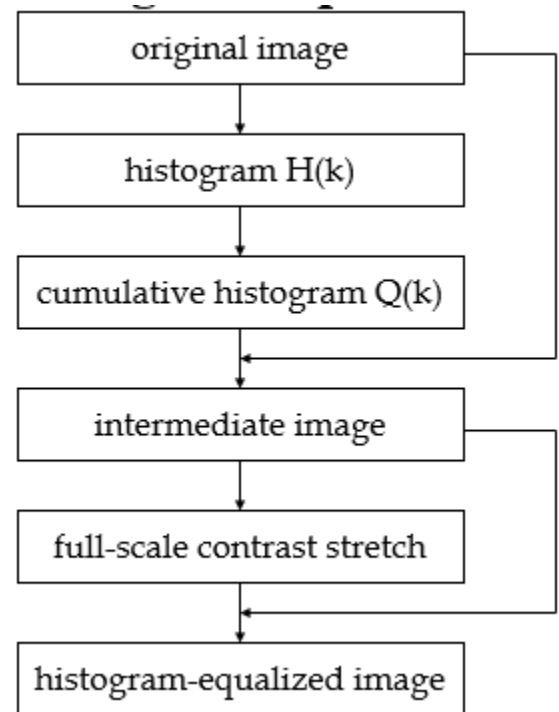 original image
histogram H(k)
cumulative histogram Q(k)
intermediate image
full-scale contrast stretch
histogram-equalized image